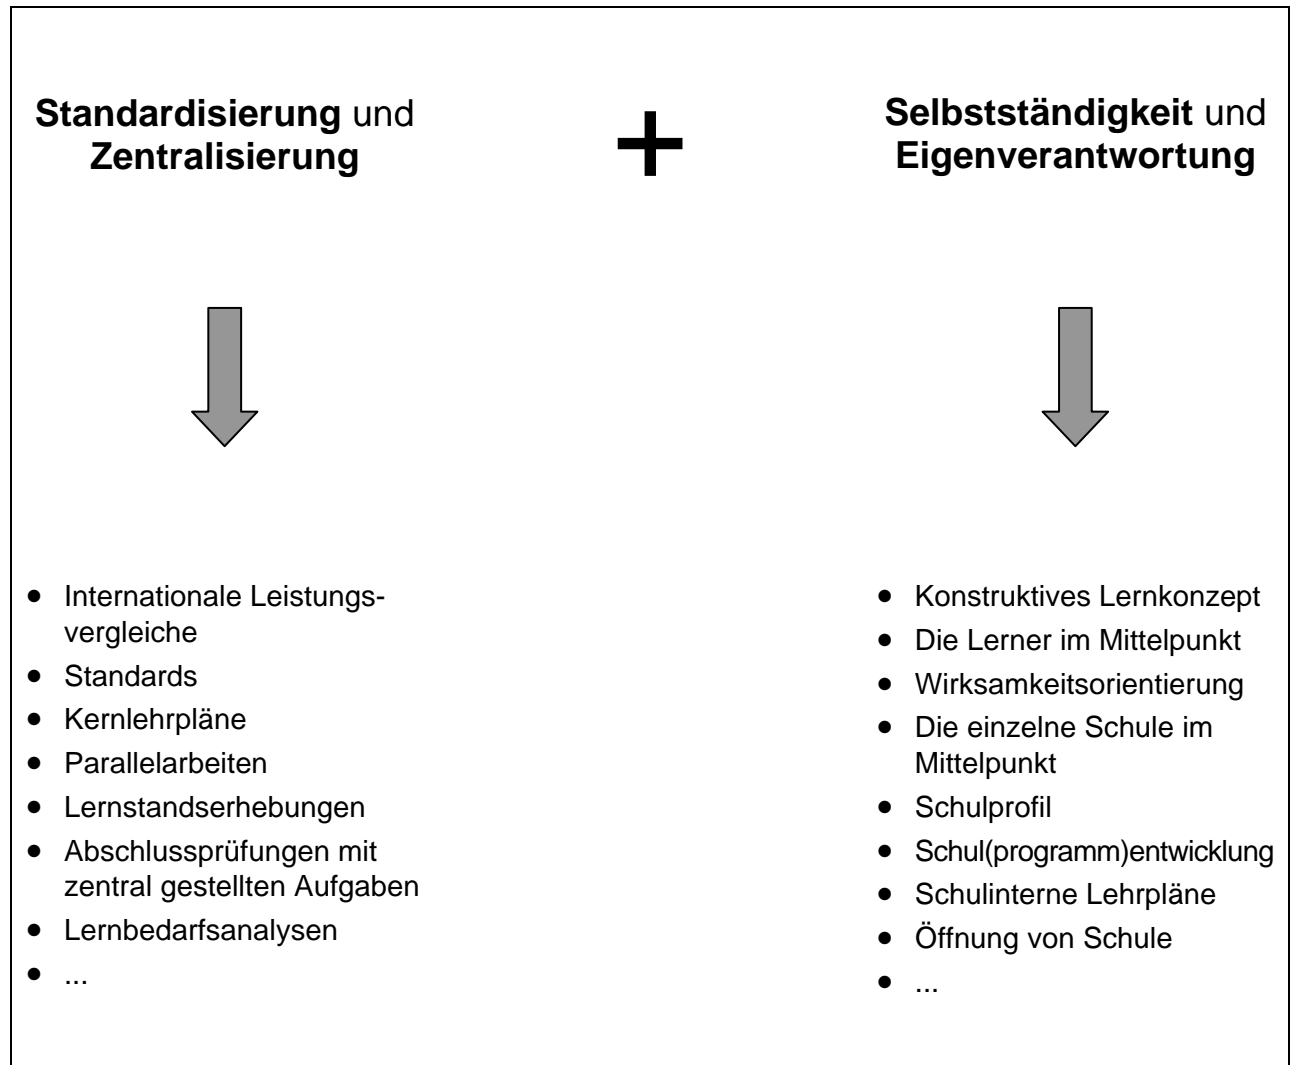 Standardisierung und
Zentralisierung
+
Selbstständigkeit und
Eigenverantwortung
• Internationale Leistungs-
vergleiche
• Standards
• Kernlehrpläne
• Parallelarbeiten
• Lernstandserhebungen
• Abschlussprüfungen mit
zentral gestellten Aufgaben
• Lernbedarfsanalysen
• ...
• Konstruktives Lernkonzept
• Die Lerner im Mittelpunkt
• Wirksamkeitsorientierung
• Die einzelne Schule im
Mittelpunkt
• Schulprofil
• Schul(programm)entwicklung
• Schulinterne Lehrpläne
• Öffnung von Schule
• ...